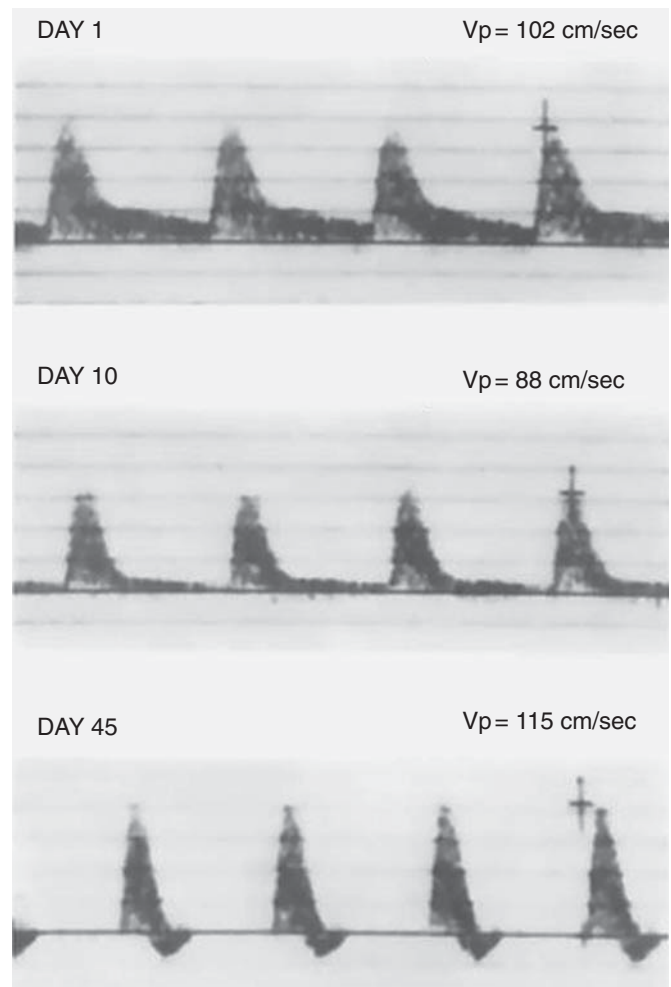 DAY 1
Vp = 102 cm/sec
DAY 10
Vp = 88 cm/sec
DAY 45
Vp = 115 cm/sec